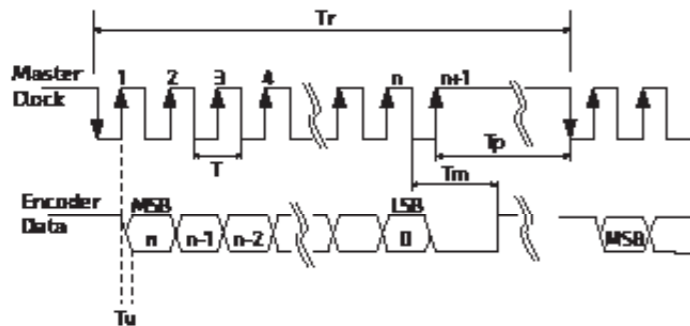 Tr
Master
Clock
1 2 3 4 n n+1
T
Tp
Tm
Encoder
Data
MSB
LSB
n n-1 n-2 0 MSB
Tu